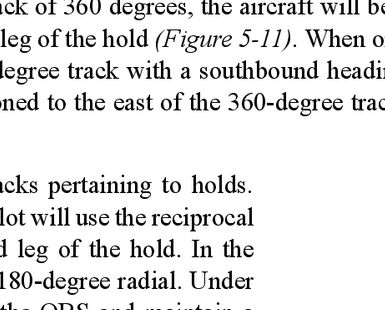 ack of 360 degrees, the aircraft will be
leg of the hold (Figure 5-11). When o
degree track with a southbound headi
oned to the east of the 360-degree trac
acks pertaining to holds.
lot will use the reciprocal
d leg of the hold. In the
180-degree radial. Under
the OBS and maintain a